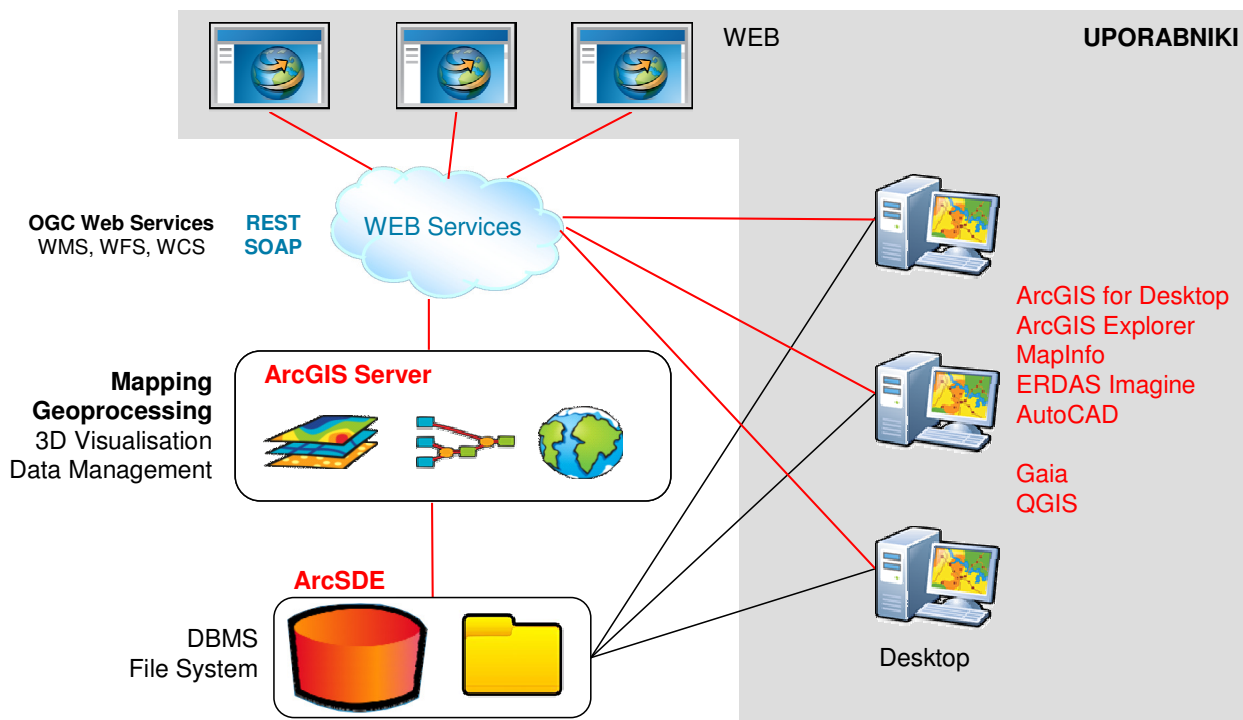 WEB
UPORABNIKI
OGC Web Services
WMS, WFS, WCS
REST
SOAP
WEB Services
Mapping
Geoprocessing
3D Visualisation
Data Management
ArcGIS Server
ArcGIS for Desktop
ArcGIS Explorer
MapInfo
ERDAS Imagine
AutoCAD
Gaia
QGIS
ArcSDE
DBMS
File System
Desktop